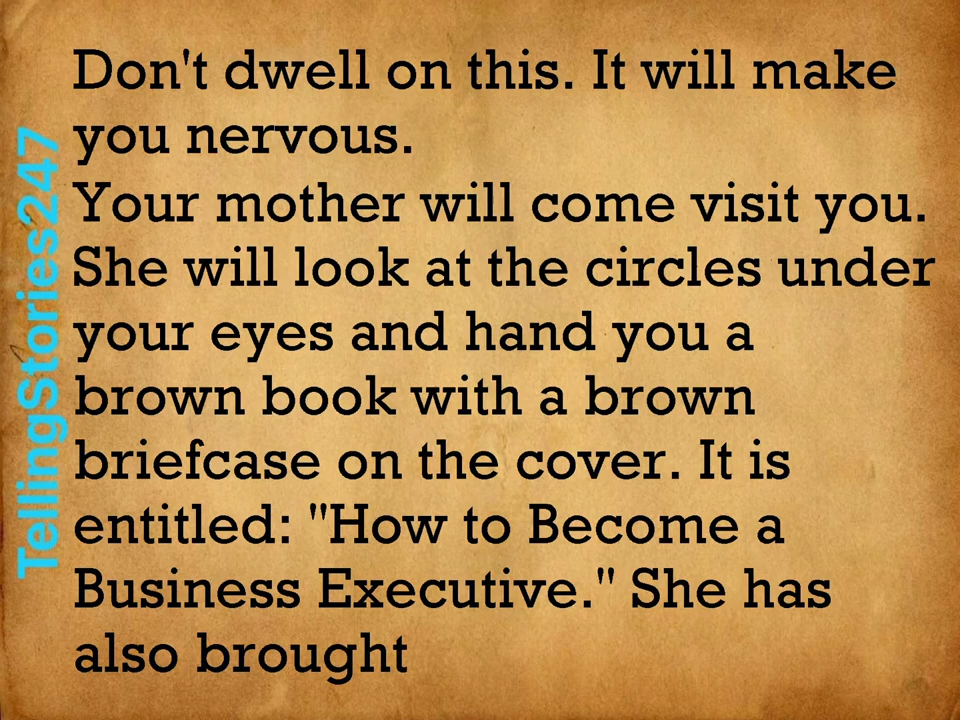 Don't dwell on this. It will make
you nervous.
Your mother will come visit you.
She will look at the circles under
your eyes and hand you a
brown book with a brown
briefcase on the cover. It is
entitled: "How to Become a
Business Executive." She has
also brought
TellingStories247